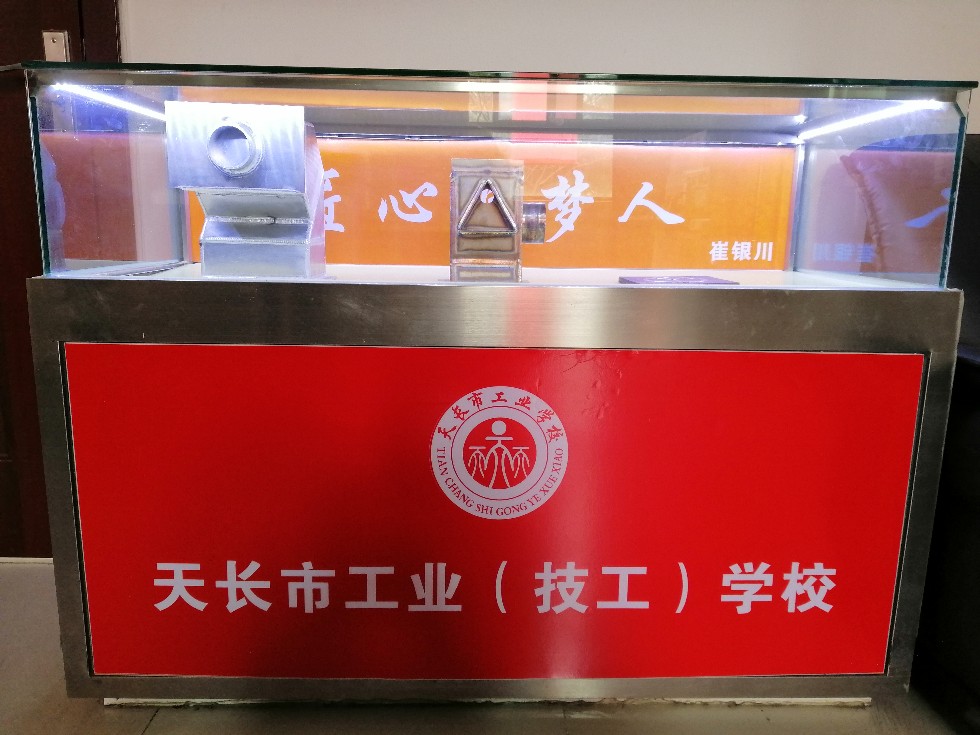 匠心 梦人
崔银川
天长市工业学校
TIAN CHANG SHI GONG YE XUE XIAO
天长市工业（技工）学校